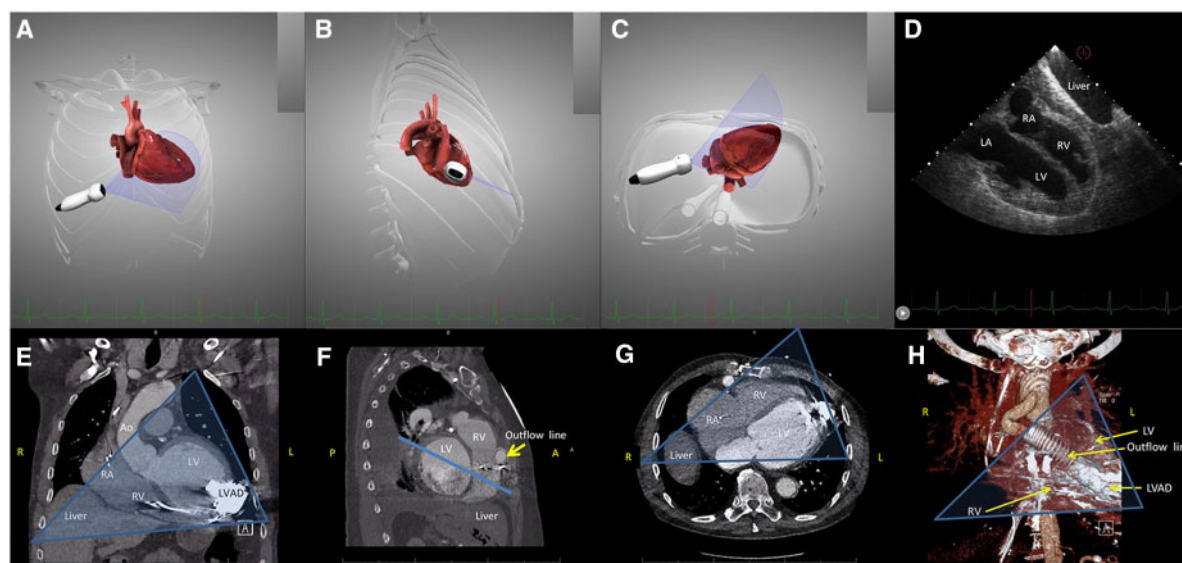 A
B
C
D
Liver
RA
LA
RV
LV
E
Ao
RA
LV
R
L
RV
LVAD
Liver
A
F
RV
LV
Outflow line
P
A
Liver
G
RV
RA
LV
Liver
R
L
H
R
L
LV
Outflow lin
LVAD
RV
A